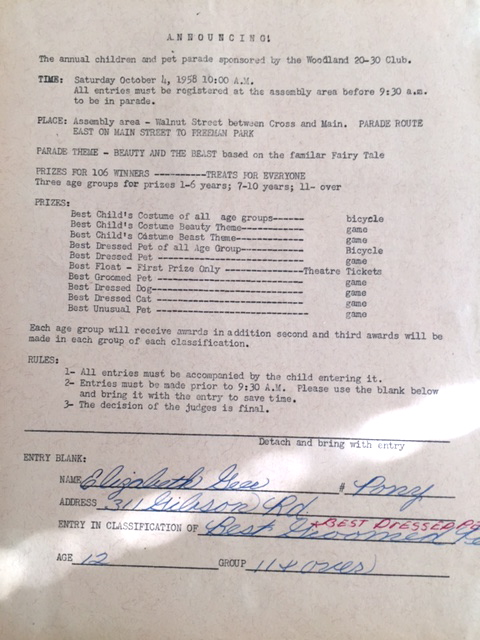 ANNOUNCING!
The annual children and pet parade sponsored by the Woodland 20-30 Club.
TIME: Saturday October 4, 1958 10:00 A.M.
All entries must be registered at the assembly area before 9:30 a.m.
to be in parade.
PLACE: Assembly area - Walnut Street between Cross and Main. PARADE ROUTE
EAST ON MAIN STREET TO FREEMAN PARK
PARADE THEME - BEAUTY AND THE BEAST based on the familar Fairy Tale
PRIZES FOR 106 WINNERS ----------TREATS FOR EVERYONE
Three age groups for prizes 1-6 years; 7-10 years; 11- over
PRIZES:
Best Child's Costume of all age groups------ bicycle
Best Child's Costume Beauty Theme------------ game
Best Child's Costume Beast Theme------------- game
Best Dressed Pet of all Age Group------------ Bicycle
Best Dressed Pet ---------------------------- game
Best Float - First Prize Only ---------------Theatre Tickets
Best Groomed Pet ---------------------------- game
Best Dressed Dog----------------------------- game
Best Dressed Cat ---------------------------- game
Best Unusual Pet ---------------------------- game
Each age group will receive awards in addition second and third awards will be
made in each group of each classification.
RULES:
1- All entries must be accompanied by the child entering it.
2- Entries must be made prior to 9:30 A.M. Please use the blank below
and bring it with the entry to save time.
3- The decision of the judges is final.
Detach and bring with entry
ENTRY BLANK:
NAME Elizabeth Gee # Pony
ADDRESS 311 Gibson Rd.
BEST DRESSED
ENTRY IN CLASSIFICATION OF Best Groomed
AGE 12 GROUP 11 & over